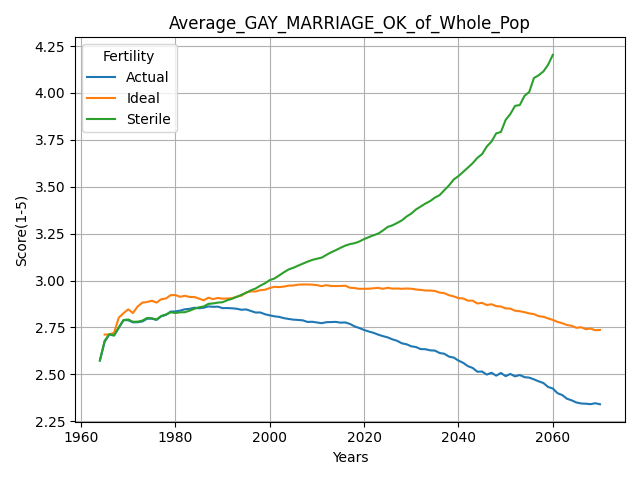 Average_GAY_MARRIAGE_OK_of_Whole_Pop
Fertility
Actual
Ideal
Sterile
Score(1-5)
4.25
4.00
3.75
3.50
3.25
3.00
2.75
2.50
2.25
1960 1980 2000 2020 2040 2060
Years